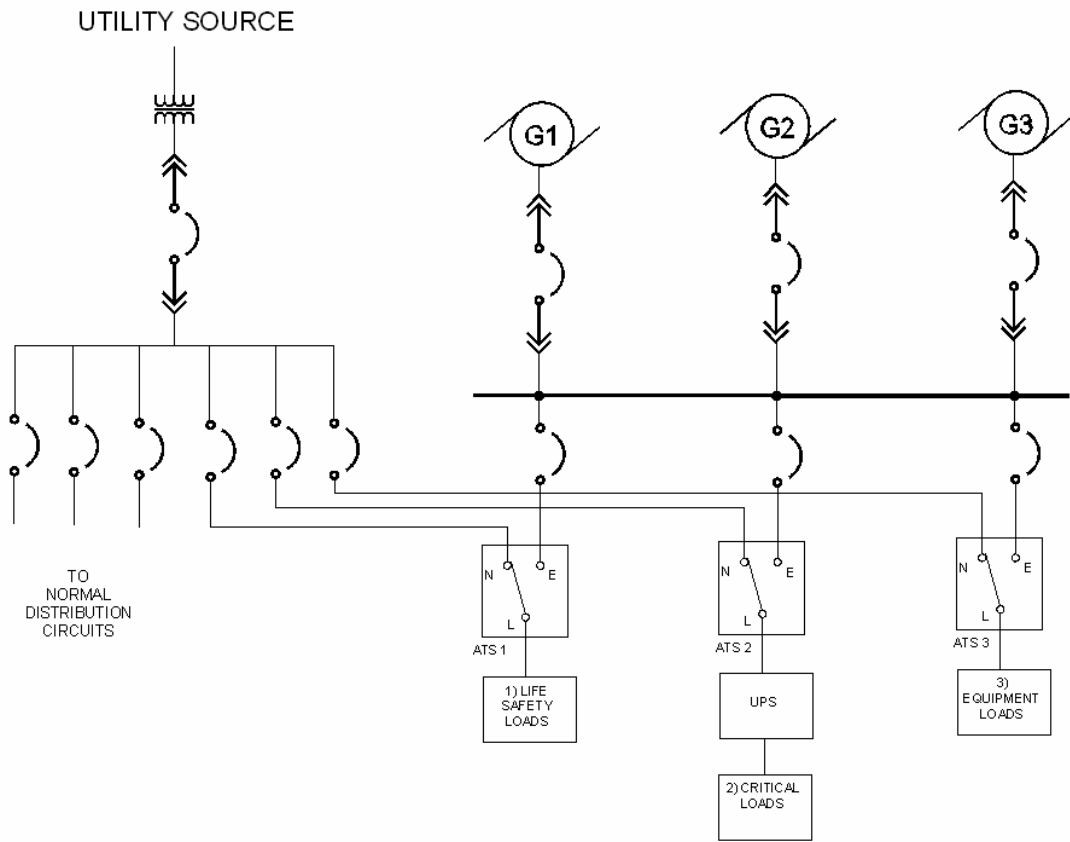 UTILITY SOURCE
G1
G2
G3
N
E
L
ATS 1
N
E
L
ATS 2
N
E
L
ATS 3
TO
NORMAL
DISTRIBUTION
CIRCUITS
1) LIFE
SAFETY
LOADS
UPS
3)
EQUIPMENT
LOADS
2) CRITICAL
LOADS